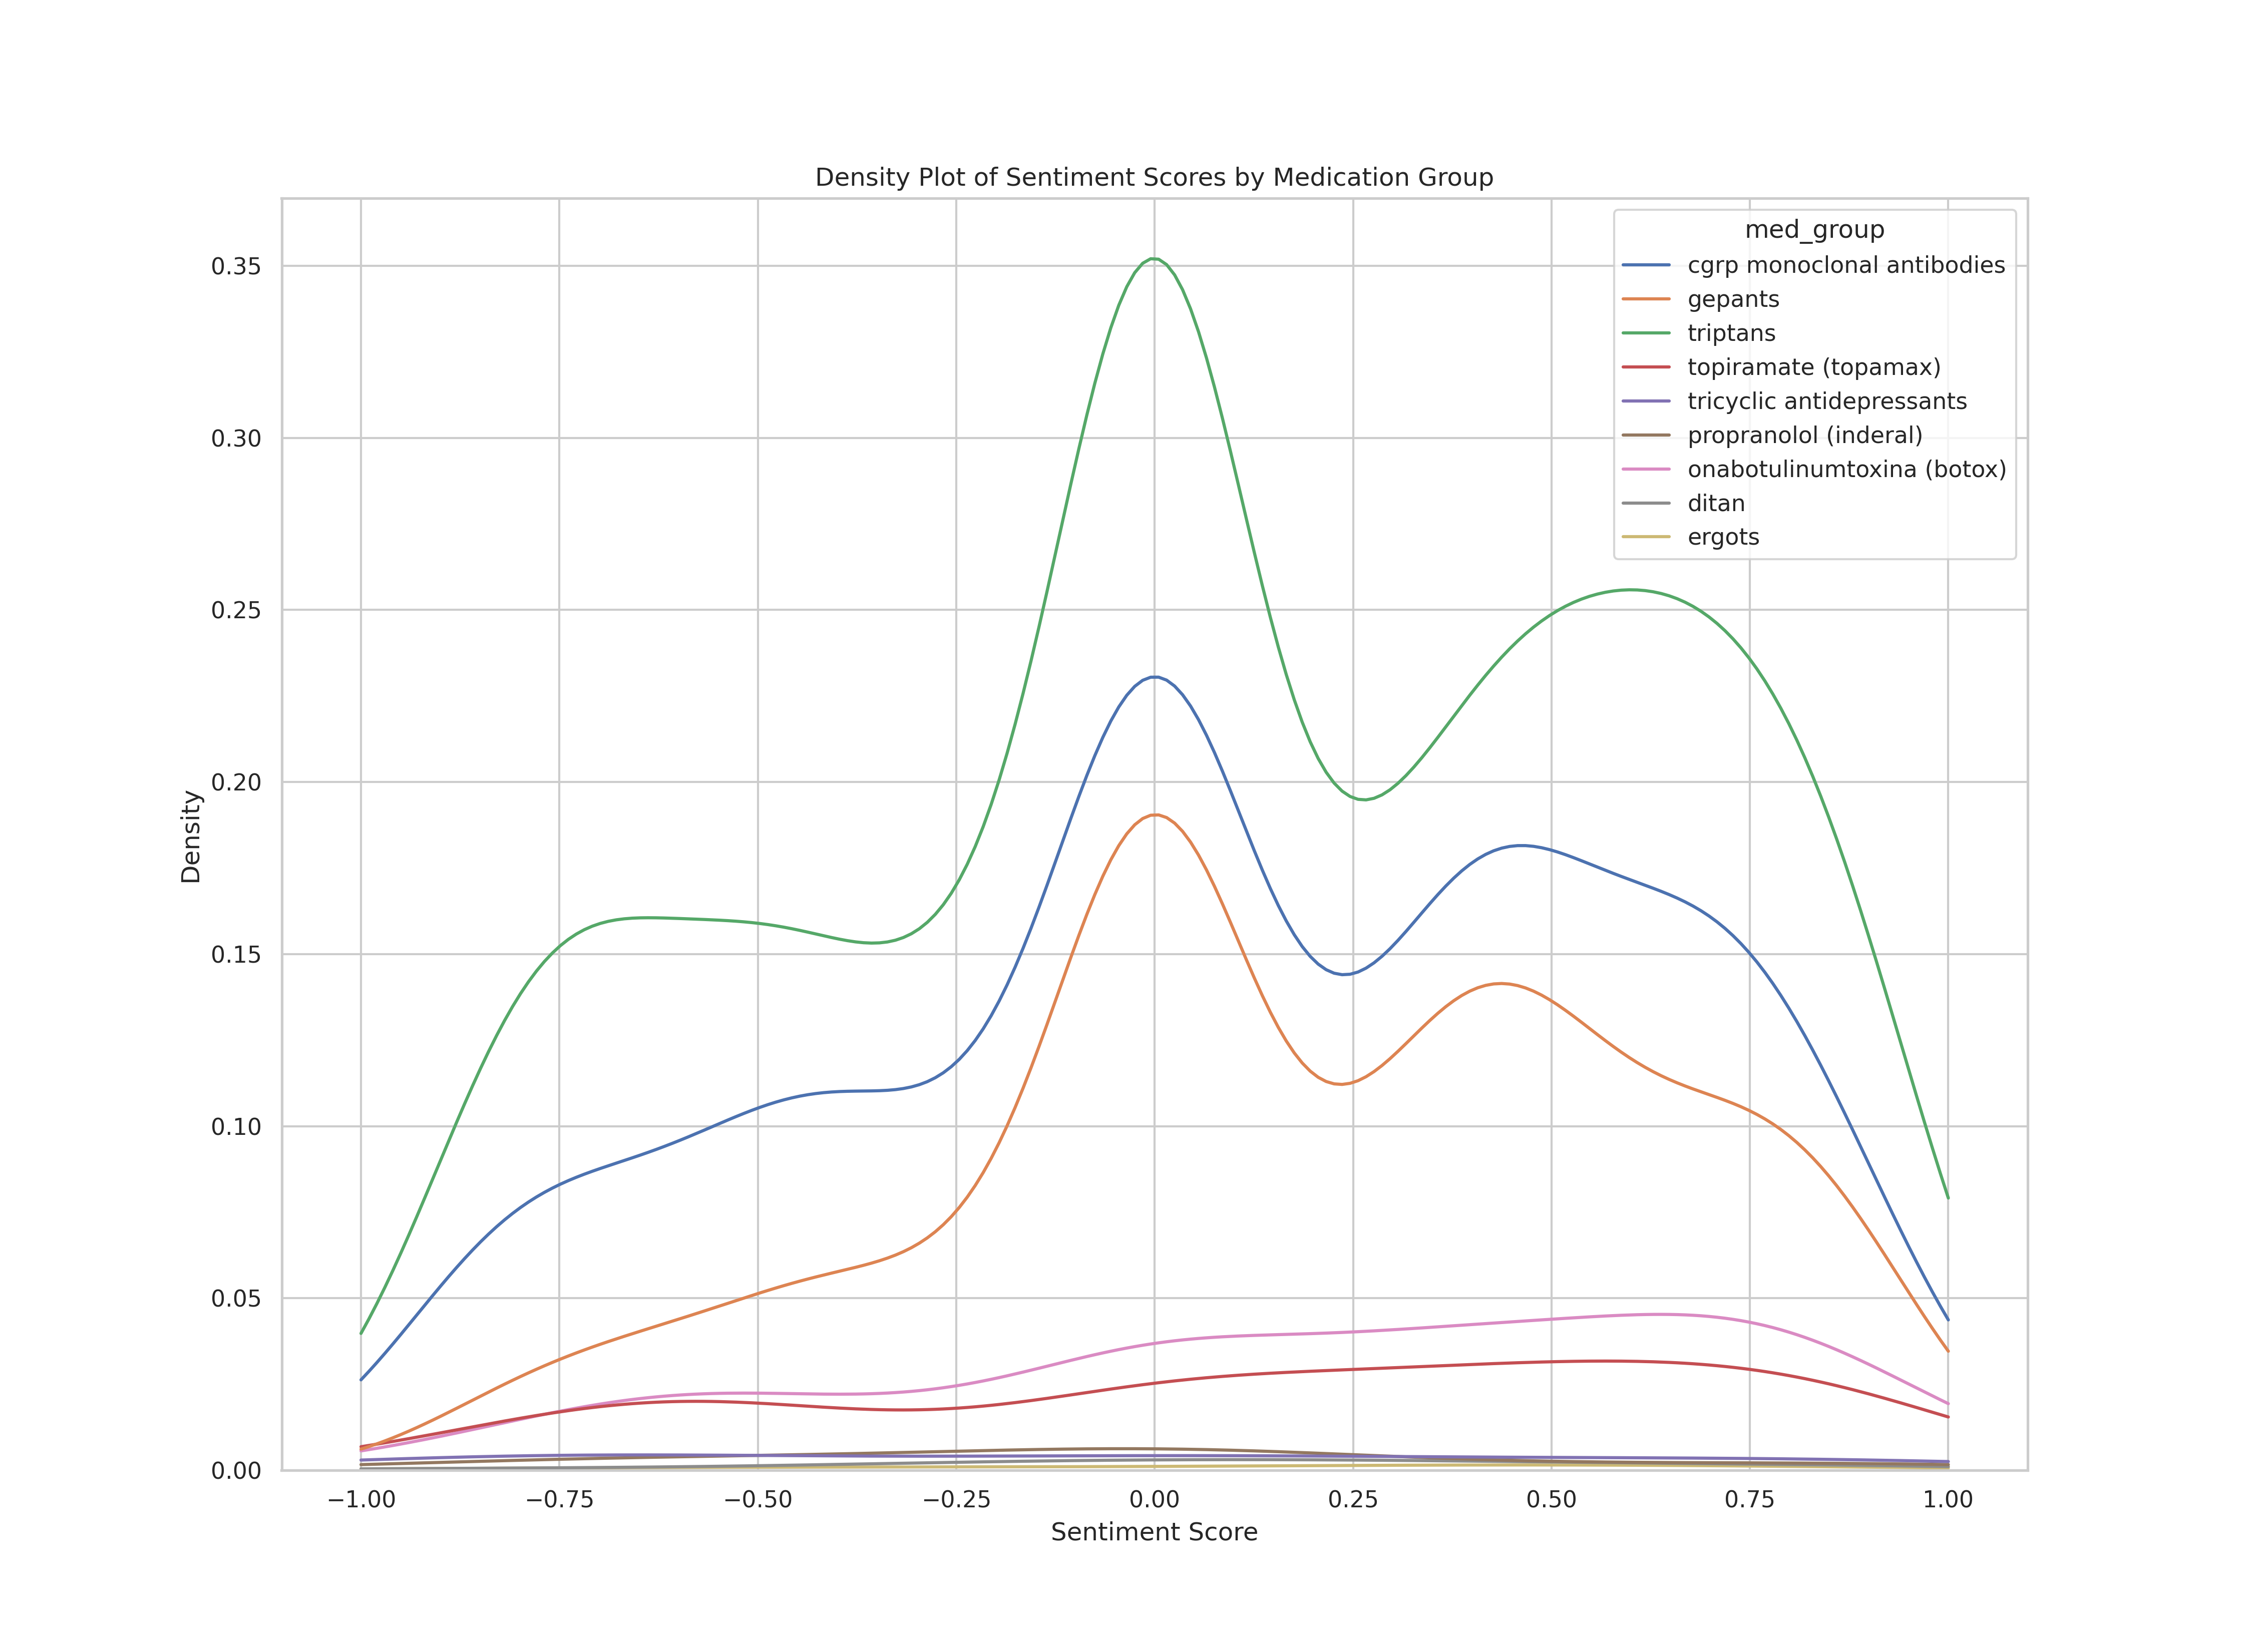 Density Plot of Sentiment Scores by Medication Group
med_group
cgrp monoclonal antibodies
gepants
triptans
topiramate (topamax)
tricyclic antidepressants
propranolol (inderal)
onabotulinumtoxina (botox)
ditan
ergots
Density
0.35
0.30
0.25
0.20
0.15
0.10
0.05
0.00
−1.00 −0.75 −0.50 −0.25 0.00 0.25 0.50 0.75 1.00
Sentiment Score